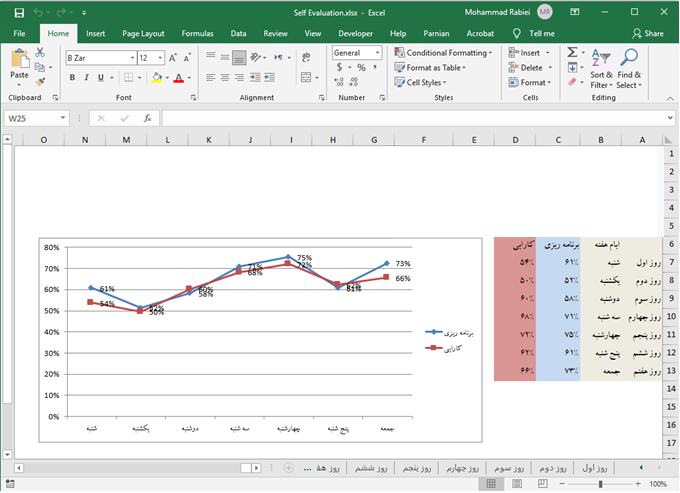 Self Evaluation.xlsx - Excel
Mohammad Rabiei MR
File Home Insert Page Layout Formulas Data Review View Developer Help Parnian Acrobat Tell me Share
Paste
B Zar 12
General
Conditional Formatting
Format as Table
Cell Styles
Insert
Delete
Format
Sort & Filter
Find & Select
Clipboard Font Alignment Number Styles Cells Editing
W25 fx
O N M L K J I H G F E D C B A
1
2
3
4
5
6 ایام هفته برنامه ریزی کارایی
7 روز اول شنبه ۶۱٪ ۵۴٪
8 روز دوم یکشنبه ۵۲٪ ۵۰٪
9 روز سوم دوشنبه ۵۸٪ ۶۰٪
10 روز چهارم سه شنبه ۷۱٪ ۶۸٪
11 روز پنجم چهارشنبه ۷۵٪ ۷۲٪
12 روز ششم پنج شنبه ۶۱٪ ۶۲٪
13 روز هفتم جمعه ۷۳٪ ۶۶٪
14
15
16
17
80%
70%
60%
50%
40%
30%
20%
10%
0%
61% 52% 58% 71% 75% 61% 73%
54% 50% 60% 68% 72% 62% 66%
شنبه یکشنبه دوشنبه سه شنبه چهارشنبه پنج شنبه جمعه
برنامه ریزی
کارایی
روز اول روز دوم روز سوم روز چهارم روز پنجم روز ششم روز هف ...
100%